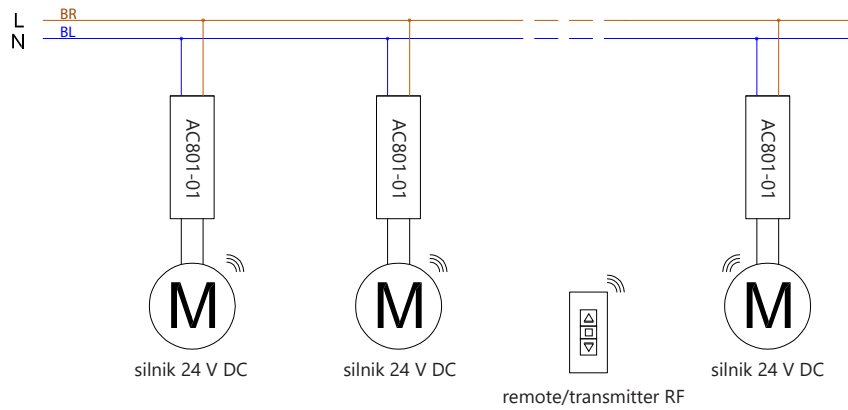 L
BR
N
BL
AC801-01
AC801-01
AC801-01
M
M
M
silnik 24 V DC
silnik 24 V DC
silnik 24 V DC
remote/transmitter RF